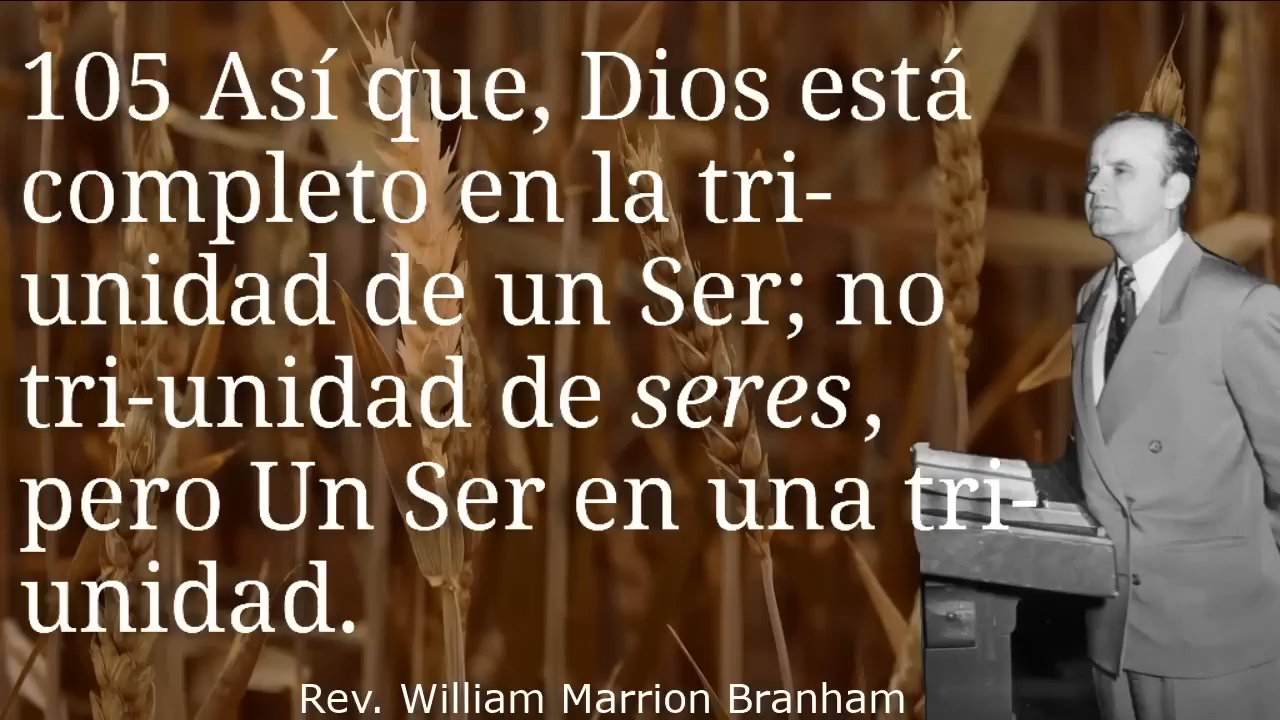 105 Así que, Dios está
completo en la tri-
unidad de un Ser; no
tri-unidad de seres,
pero Un Ser en una tri-
unidad.
Rev. William Marrion Branham